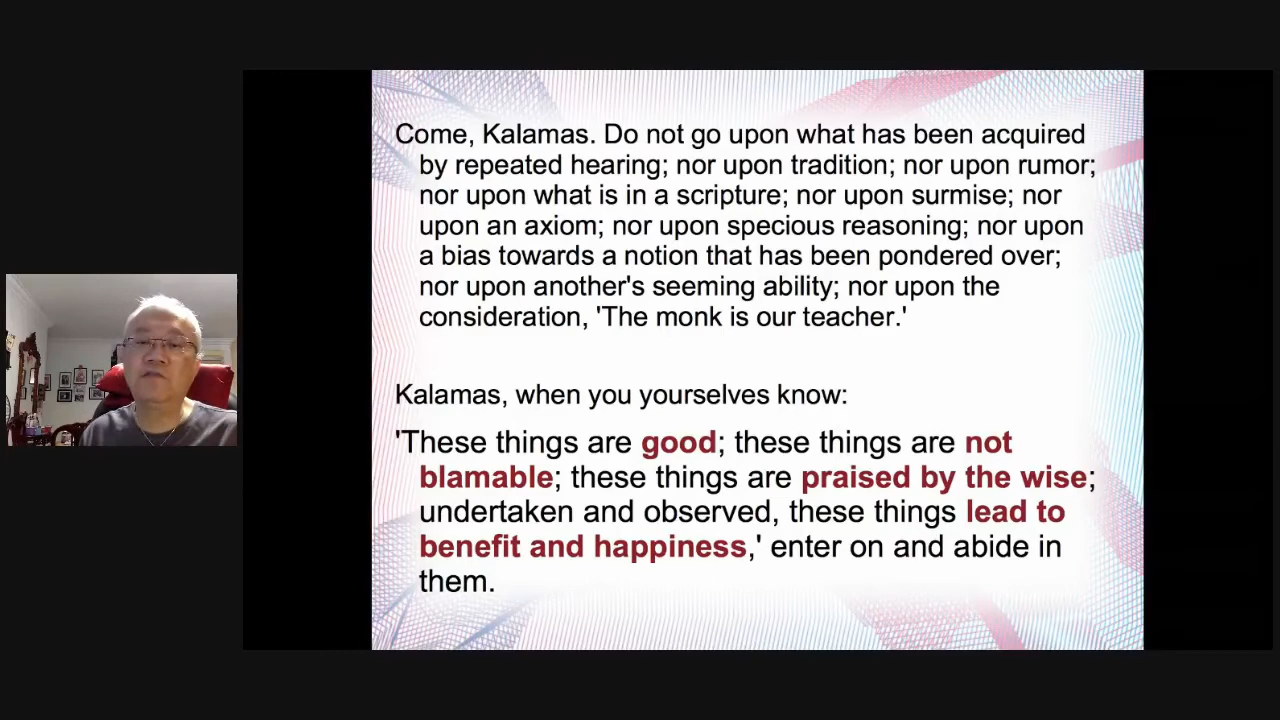 Come, Kalamas. Do not go upon what has been acquired
by repeated hearing; nor upon tradition; nor upon rumor;
nor upon what is in a scripture; nor upon surmise; nor
upon an axiom; nor upon specious reasoning; nor upon
a bias towards a notion that has been pondered over;
nor upon another's seeming ability; nor upon the
consideration, 'The monk is our teacher.'
Kalamas, when you yourselves know:
'These things are good; these things are not
blamable; these things are praised by the wise;
undertaken and observed, these things lead to
benefit and happiness,' enter on and abide in
them.